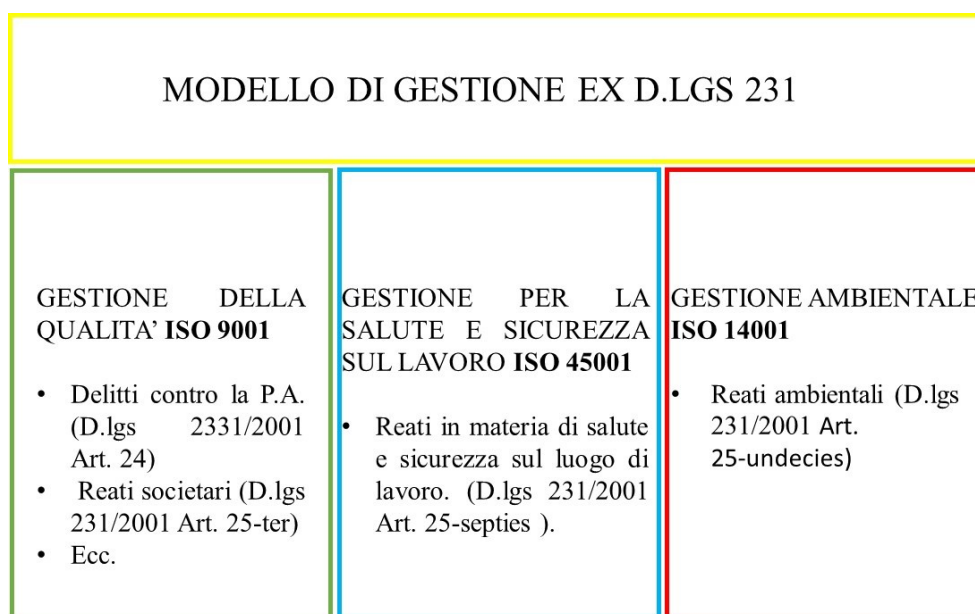 MODELLO DI GESTIONE EX D.LGS 231
GESTIONE DELLA
QUALITA’ ISO 9001
• Delitti contro la P.A.
(D.lgs 2331/2001
Art. 24)
• Reati societari (D.lgs
231/2001 Art. 25-ter)
• Ecc.
GESTIONE PER LA
SALUTE E SICUREZZA
SUL LAVORO ISO 45001
• Reati in materia di salute
e sicurezza sul luogo di
lavoro. (D.lgs 231/2001
Art. 25-septies ).
GESTIONE AMBIENTALE
ISO 14001
• Reati ambientali (D.lgs
231/2001 Art.
25-undecies)